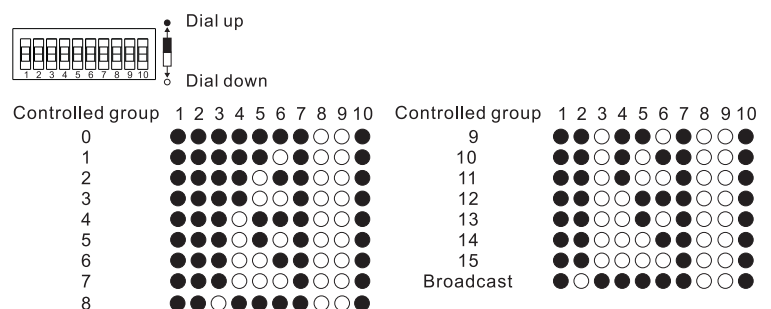 Dial up
1 2 3 4 5 6 7 8 9 10
Dial down
Controlled group 1 2 3 4 5 6 7 8 9 10
0
1
2
3
4
5
6
7
8
Controlled group 1 2 3 4 5 6 7 8 9 10
9
10
11
12
13
14
15
Broadcast